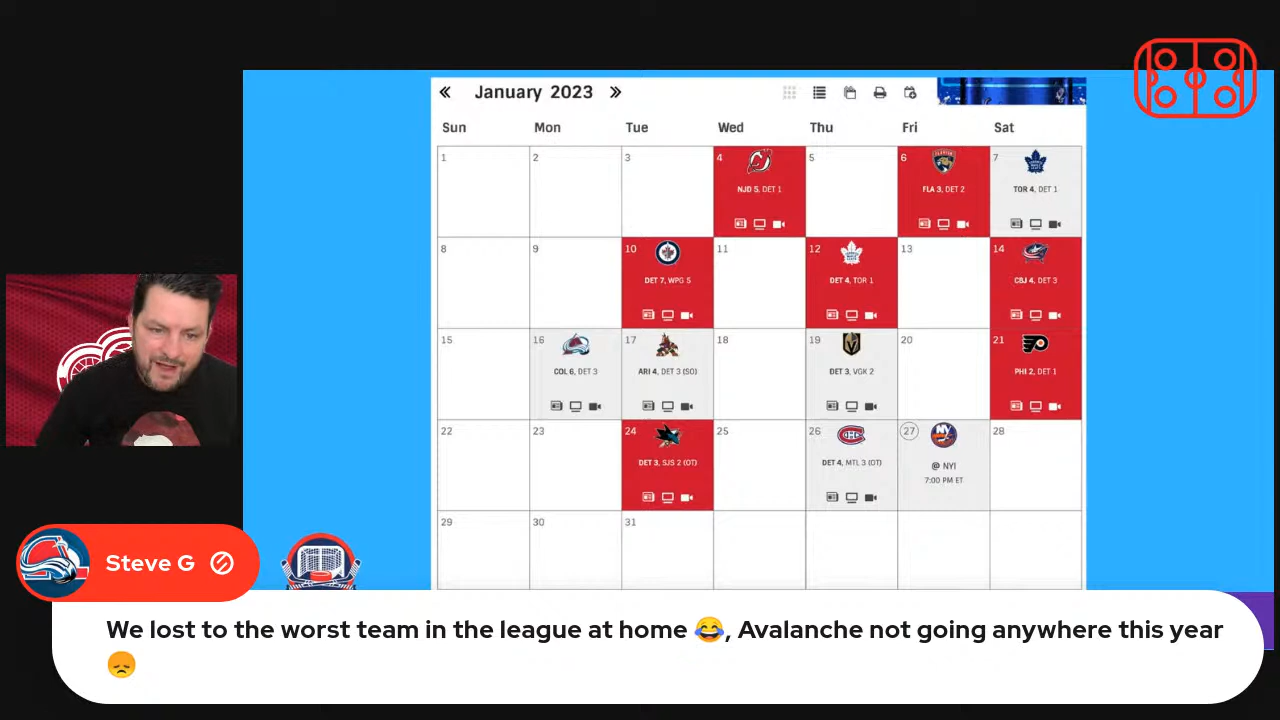 January 2023
Sun Mon Tue Wed Thu Fri Sat
1 2 3 4 5 6 7
NJD 5, DET 1 FLA 3, DET 2 TOR 4, DET 1
8 9 10 11 12 13 14
DET 7, WPG 5 DET 4, TOR 1 CBJ 4, DET 3
15 16 17 18 19 20 21
COL 6, DET 3 ARI 4, DET 3 (SO) DET 3, VGK 2 PHI 2, DET 1
22 23 24 25 26 27 28
DET 3, SJS 2 (OT) DET 4, MTL 3 (OT) @ NYI
7:00 PM ET
29 30 31
Steve G
We lost to the worst team in the league at home 😂, Avalanche not going anywhere this year
😞